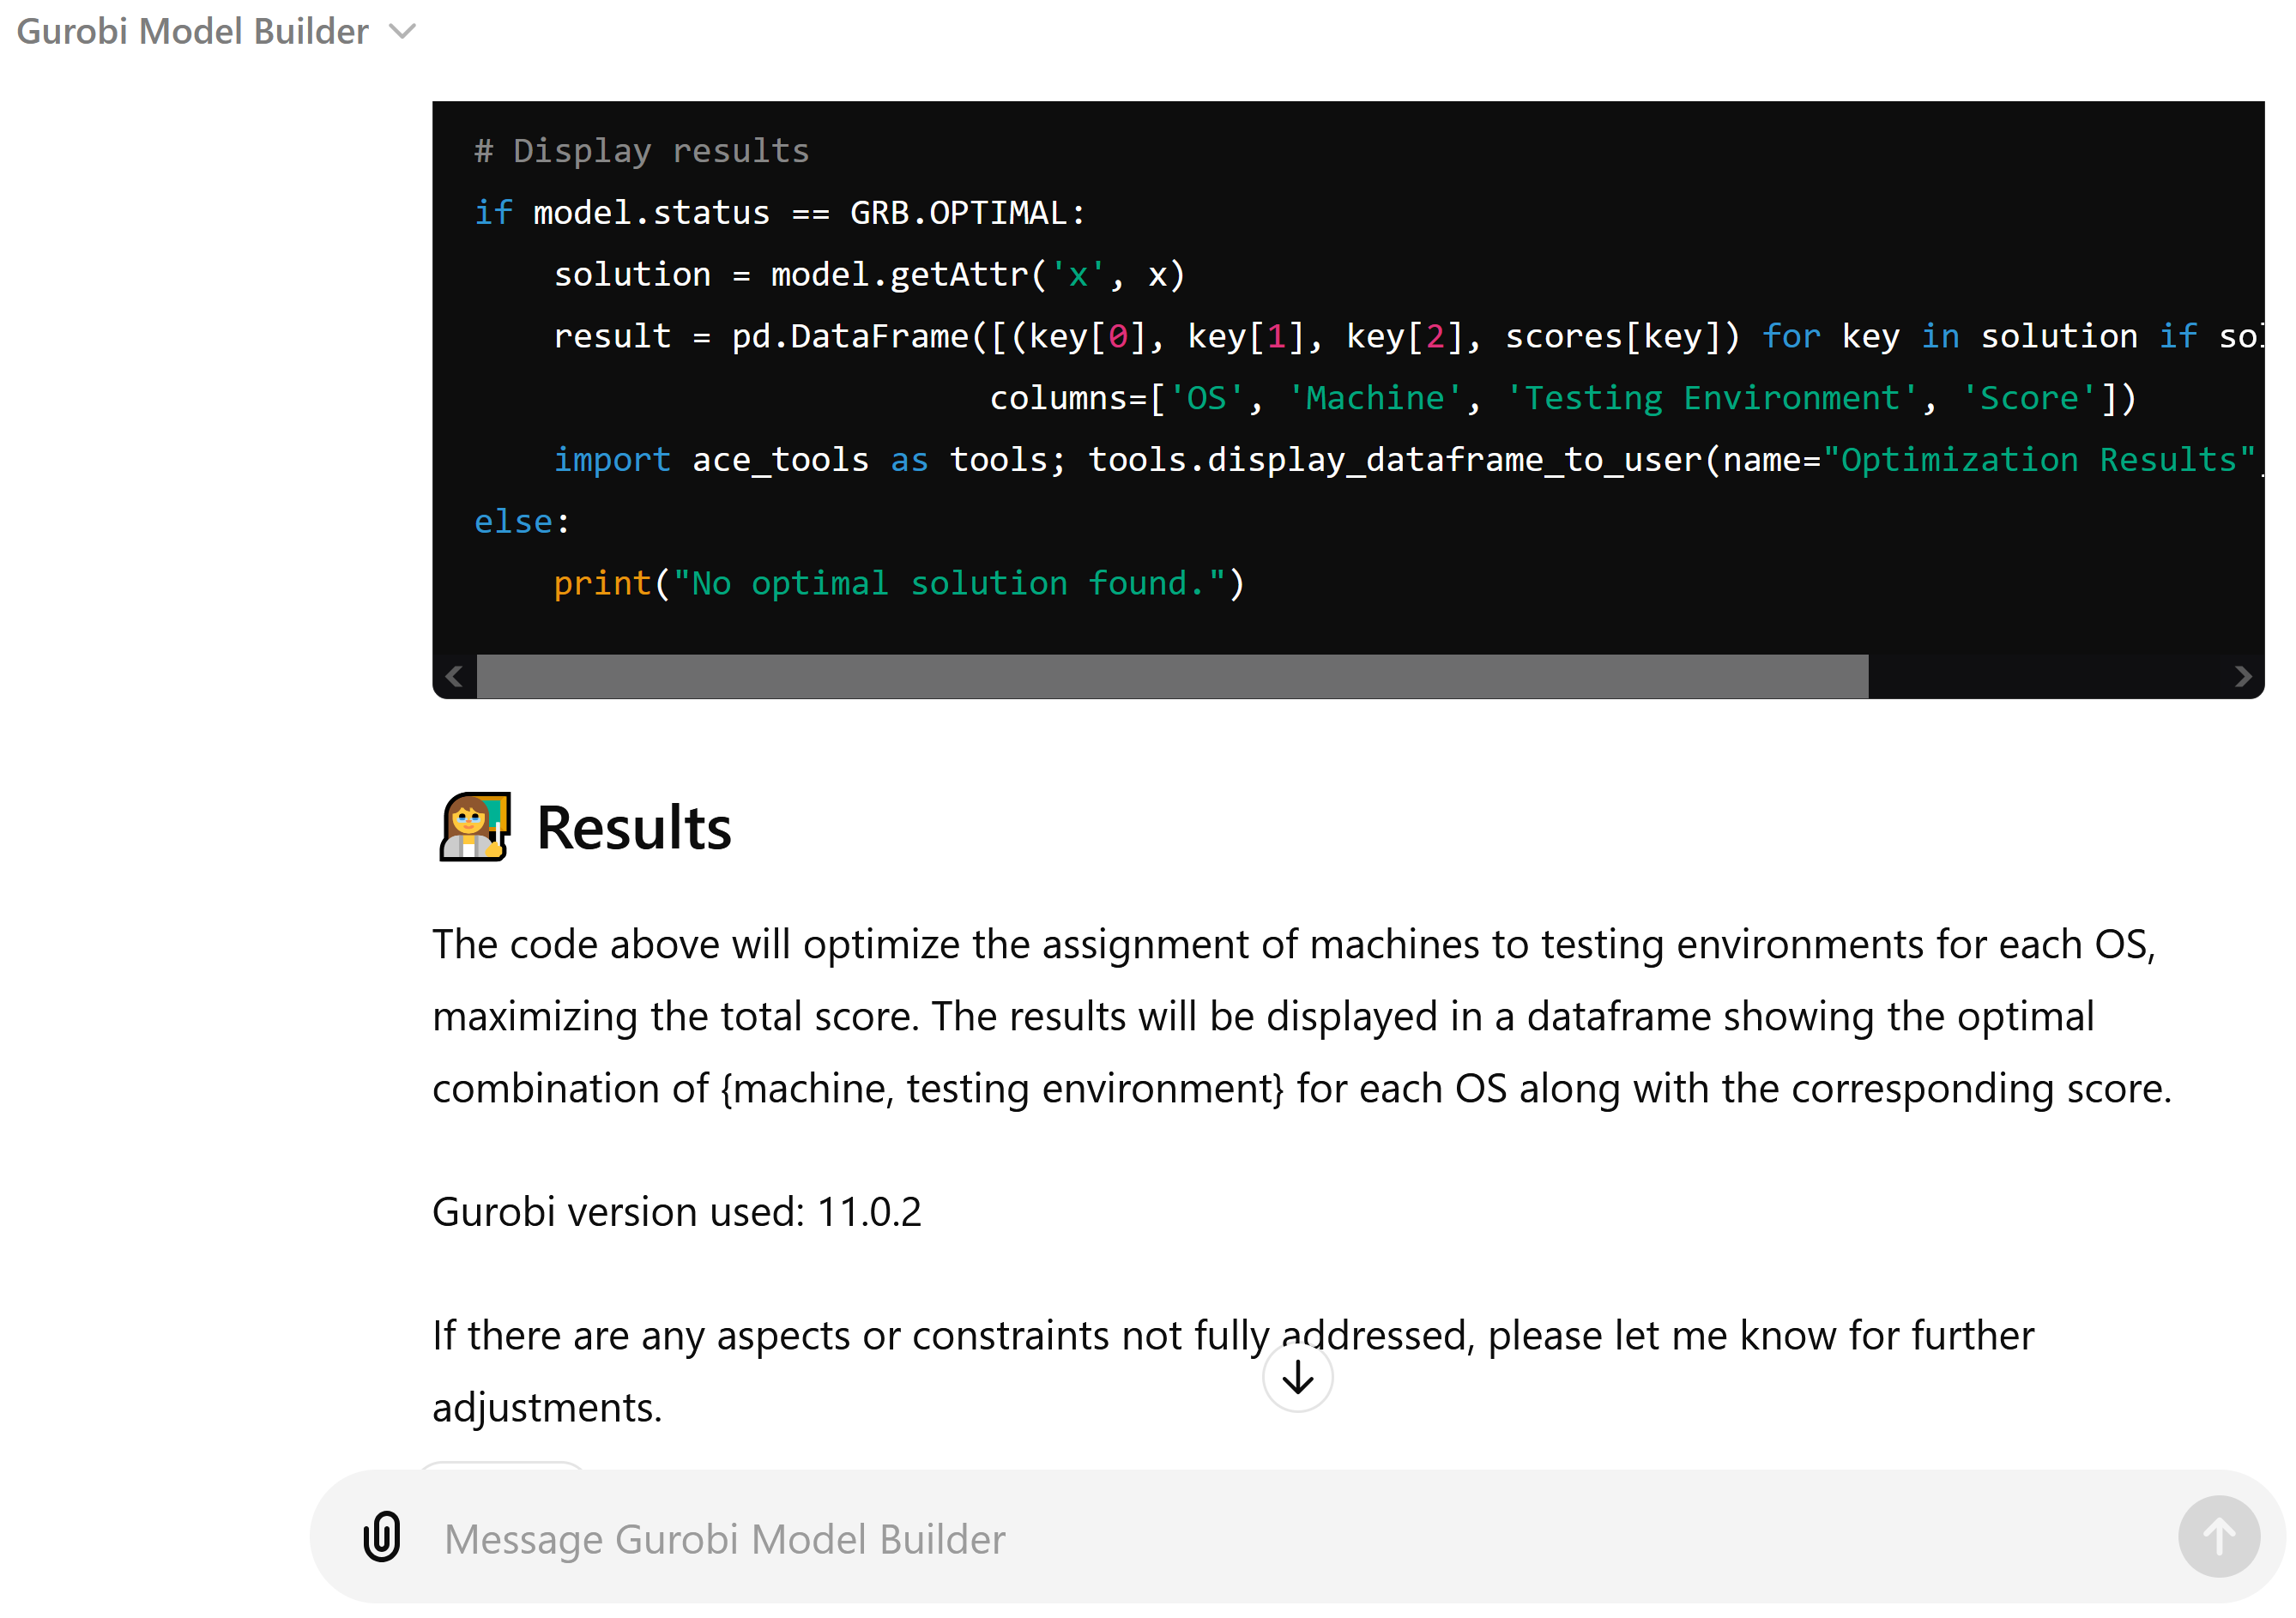 Gurobi Model Builder
# Display results
if model.status == GRB.OPTIMAL:
    solution = model.getAttr('x', x)
    result = pd.DataFrame([(key[0], key[1], key[2], scores[key]) for key in solution if sol
                          columns=['OS', 'Machine', 'Testing Environment', 'Score'])
    import ace_tools as tools; tools.display_dataframe_to_user(name="Optimization Results",
else:
    print("No optimal solution found.")
Results
The code above will optimize the assignment of machines to testing environments for each OS,
maximizing the total score. The results will be displayed in a dataframe showing the optimal
combination of {machine, testing environment} for each OS along with the corresponding score.
Gurobi version used: 11.0.2
If there are any aspects or constraints not fully addressed, please let me know for further
adjustments.
Message Gurobi Model Builder